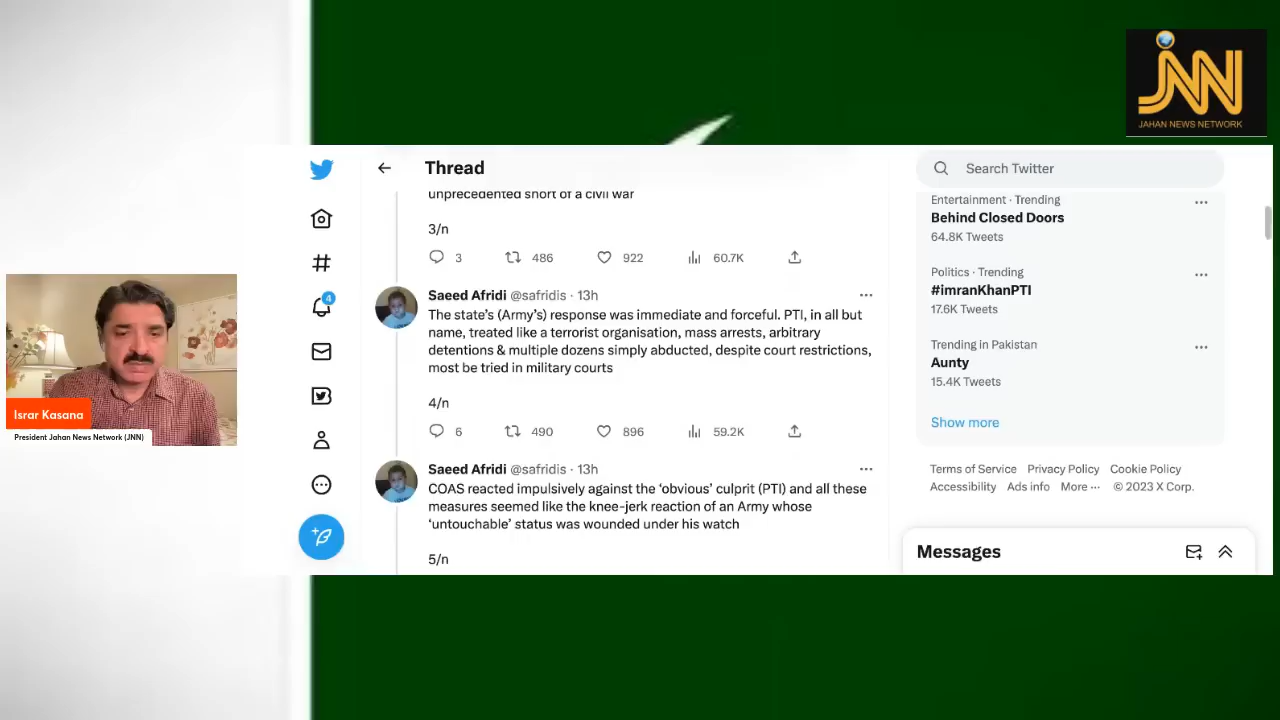 JNN
JAHAN NEWS NETWORK
Thread
Search Twitter
unprecedented short of a civil war
3/n
3 486 922 60.7K
Saeed Afridi @safridis · 13h
The state's (Army's) response was immediate and forceful. PTI, in all but
name, treated like a terrorist organisation, mass arrests, arbitrary
detentions & multiple dozens simply abducted, despite court restrictions,
most be tried in military courts
4/n
6 490 896 59.2K
Saeed Afridi @safridis · 13h
COAS reacted impulsively against the ‘obvious’ culprit (PTI) and all these
measures seemed like the knee-jerk reaction of an Army whose
‘untouchable’ status was wounded under his watch
5/n
4
Entertainment · Trending
Behind Closed Doors
64.8K Tweets
Politics · Trending
#imranKhanPTI
17.6K Tweets
Trending in Pakistan
Aunty
15.4K Tweets
Show more
Terms of Service Privacy Policy Cookie Policy
Accessibility Ads info More ··· © 2023 X Corp.
Messages
Israr Kasana
President Jahan News Network (JNN)